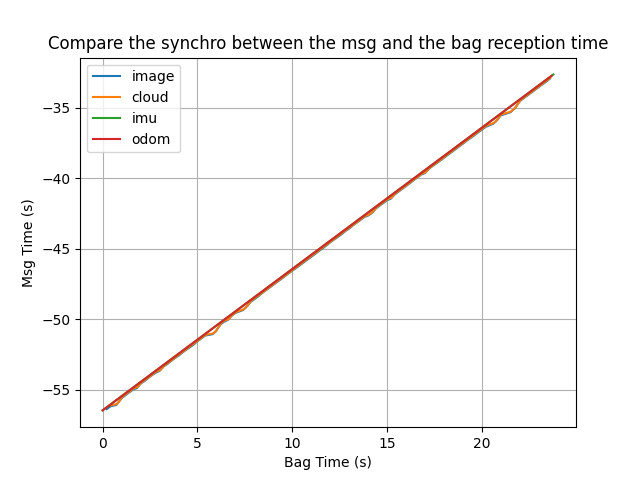 Compare the synchro between the msg and the bag reception time
image
cloud
imu
odom
−35
−40
−45
−50
−55
Msg Time (s)
0 5 10 15 20
Bag Time (s)